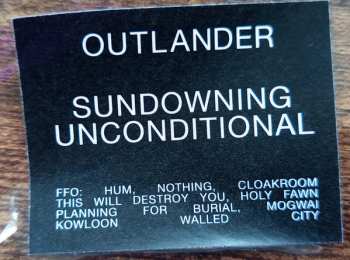 OUTLANDER
SUNDOWNING
UNCONDITIONAL
FFO: HUM, NOTHING, CLOAKROOM
THIS WILL DESTROY YOU, HOLY FAWN
PLANNING FOR BURIAL, MOGWAI
KOWLOON WALLED CITY